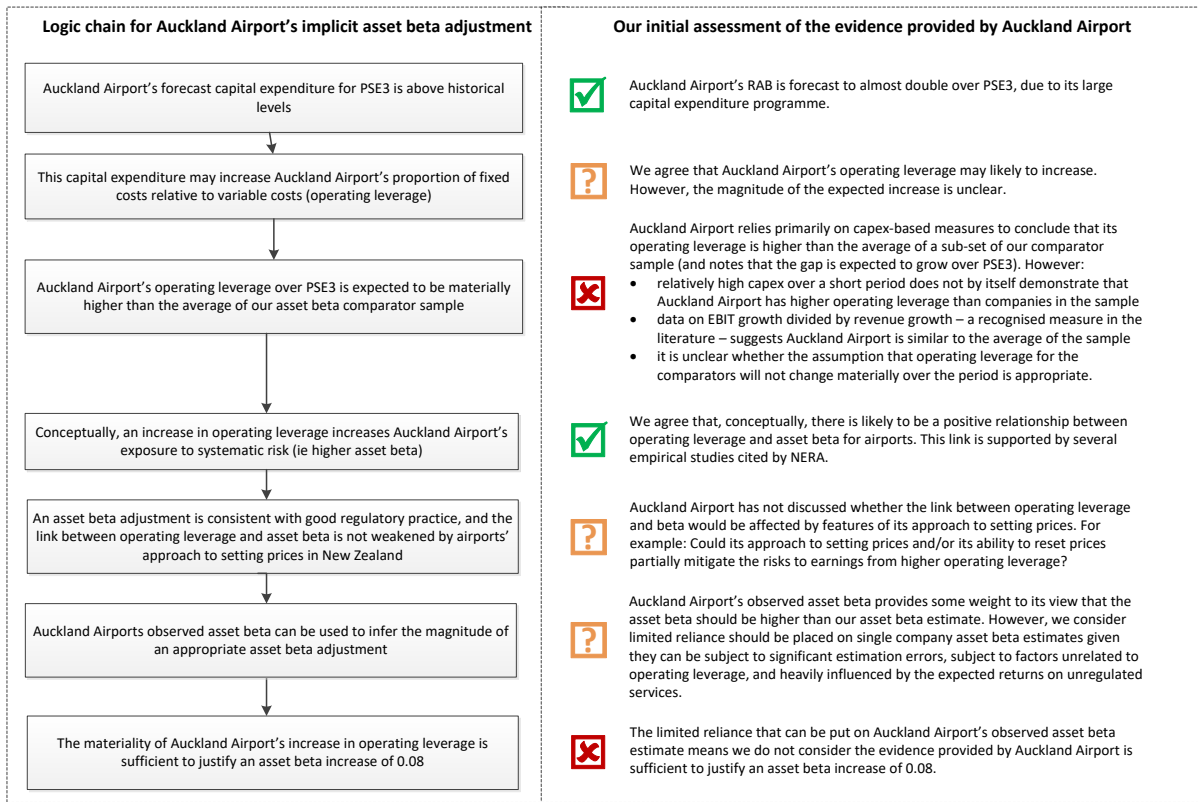 Logic chain for Auckland Airport's implicit asset beta adjustment
Auckland Airport's forecast capital expenditure for PSE3 is above historical
levels
This capital expenditure may increase Auckland Airport's proportion of fixed
costs relative to variable costs (operating leverage)
Auckland Airport's operating leverage over PSE3 is expected to be materially
higher than the average of our asset beta comparator sample
Conceptually, an increase in operating leverage increases Auckland Airport's
exposure to systematic risk (ie higher asset beta)
An asset beta adjustment is consistent with good regulatory practice, and the
link between operating leverage and asset beta is not weakened by airports'
approach to setting prices in New Zealand
Auckland Airports observed asset beta can be used to infer the magnitude of
an appropriate asset beta adjustment
The materiality of Auckland Airport's increase in operating leverage is
sufficient to justify an asset beta increase of 0.08
Our initial assessment of the evidence provided by Auckland Airport
Auckland Airport's RAB is forecast to almost double over PSE3, due to its large
capital expenditure programme.
?
We agree that Auckland Airport's operating leverage may likely to increase.
However, the magnitude of the expected increase is unclear.
Auckland Airport relies primarily on capex-based measures to conclude that its
operating leverage is higher than the average of a sub-set of our comparator
sample (and notes that the gap is expected to grow over PSE3). However:
• relatively high capex over a short period does not by itself demonstrate that
Auckland Airport has higher operating leverage than companies in the sample
• data on EBIT growth divided by revenue growth – a recognised measure in the
literature – suggests Auckland Airport is similar to the average of the sample
• it is unclear whether the assumption that operating leverage for the
comparators will not change materially over the period is appropriate.
We agree that, conceptually, there is likely to be a positive relationship between
operating leverage and asset beta for airports. This link is supported by several
empirical studies cited by NERA.
?
Auckland Airport has not discussed whether the link between operating leverage
and beta would be affected by features of its approach to setting prices. For
example: Could its approach to setting prices and/or its ability to reset prices
partially mitigate the risks to earnings from higher operating leverage?
?
Auckland Airport's observed asset beta provides some weight to its view that the
asset beta should be higher than our asset beta estimate. However, we consider
limited reliance should be placed on single company asset beta estimates given
they can be subject to significant estimation errors, subject to factors unrelated to
operating leverage, and heavily influenced by the expected returns on unregulated
services.
The limited reliance that can be put on Auckland Airport's observed asset beta
estimate means we do not consider the evidence provided by Auckland Airport is
sufficient to justify an asset beta increase of 0.08.